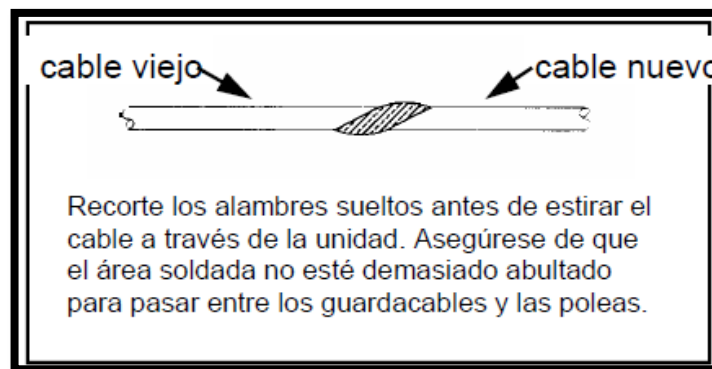 cable viejo
cable nuevo
Recorte los alambres sueltos antes de estirar el
cable a través de la unidad. Asegúrese de que
el área soldada no esté demasiado abultado
para pasar entre los guardacables y las poleas.